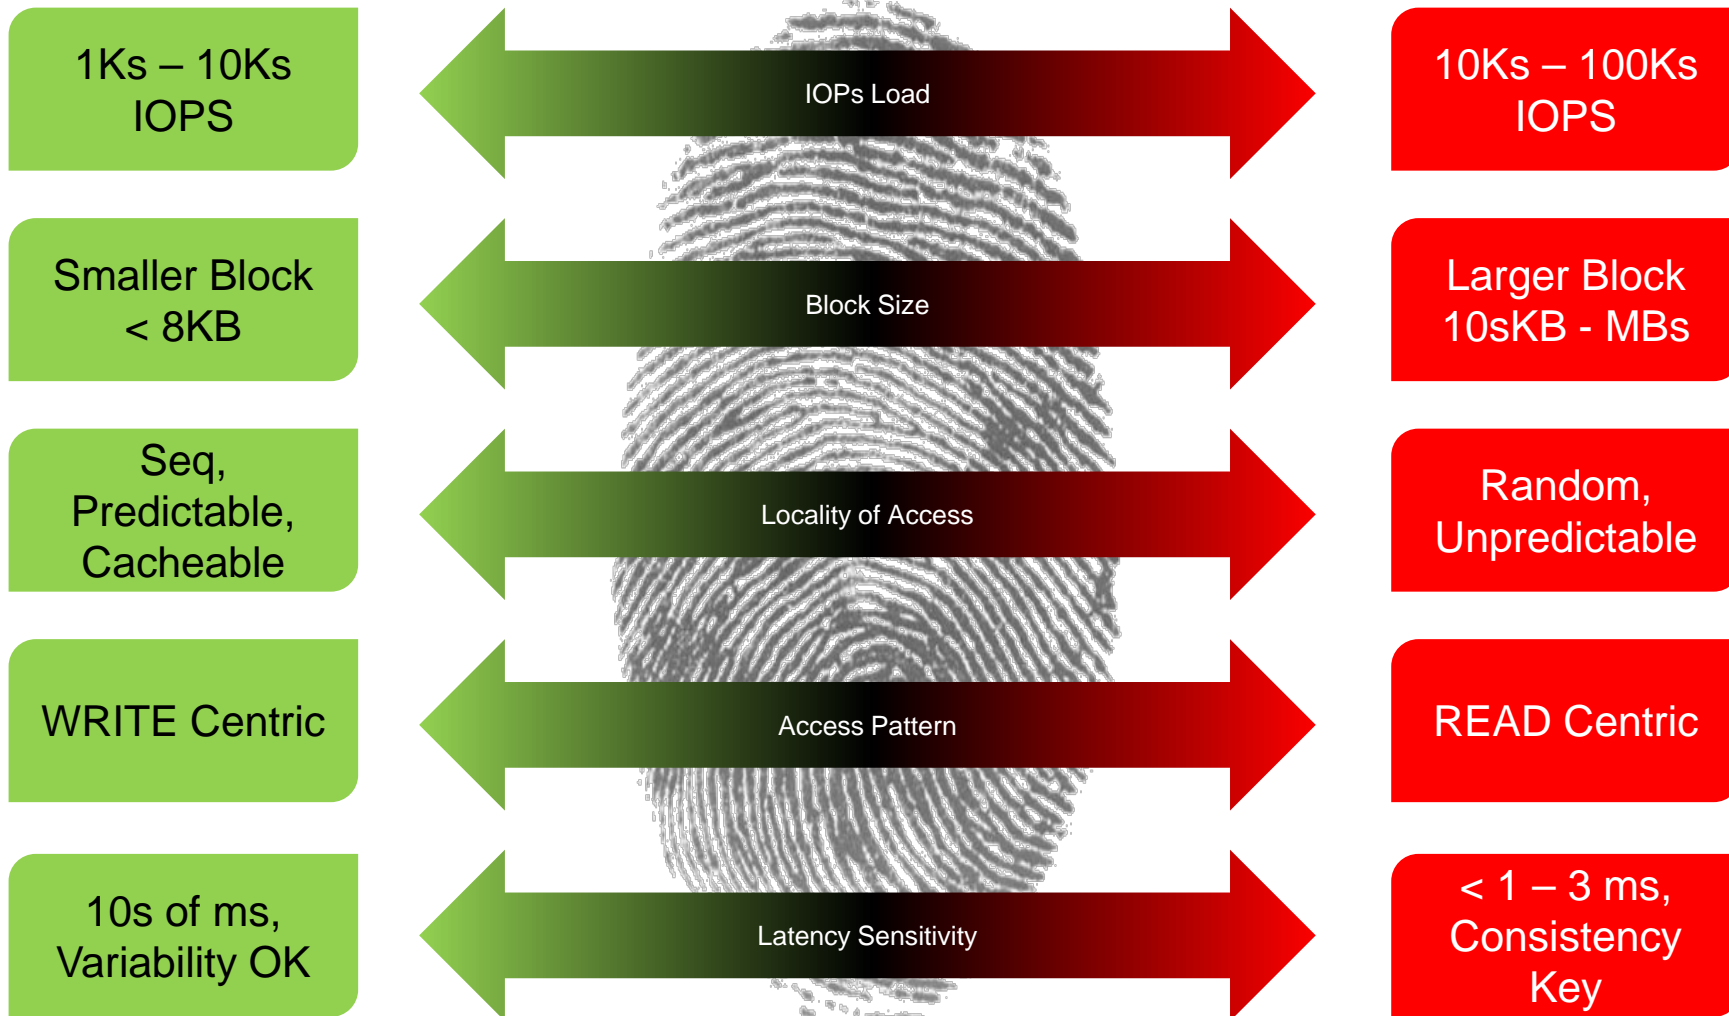 1Ks – 10Ks
IOPS
IOPs Load
10Ks – 100Ks
IOPS
Smaller Block
< 8KB
Block Size
Larger Block
10sKB - MBs
Seq,
Predictable,
Cacheable
Locality of Access
Random,
Unpredictable
WRITE Centric
Access Pattern
READ Centric
10s of ms,
Variability OK
Latency Sensitivity
< 1 – 3 ms,
Consistency
Key